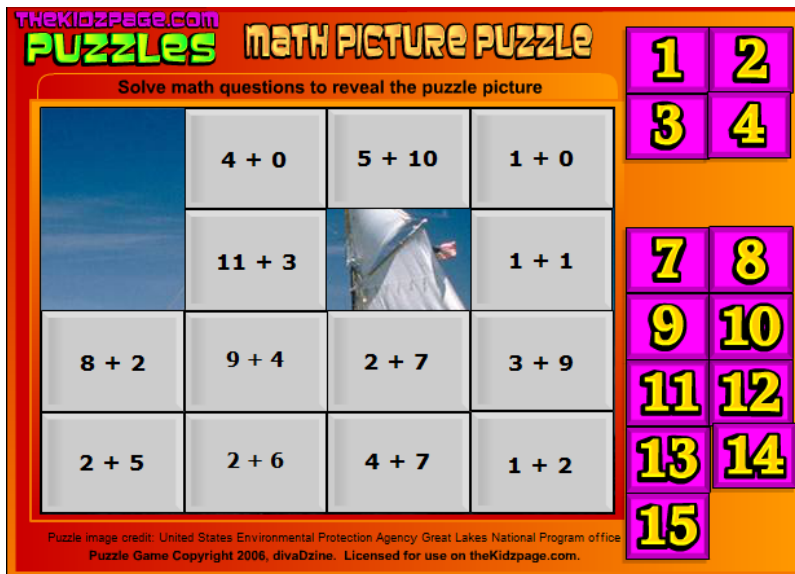 THeKIDZPAGE.COM
PUZZLES
MATH PICTURE PUZZLE
Solve math questions to reveal the puzzle picture
4 + 0
5 + 10
1 + 0
11 + 3
1 + 1
8 + 2
9 + 4
2 + 7
3 + 9
2 + 5
2 + 6
4 + 7
1 + 2
1
2
3
4
7
8
9
10
11
12
13
14
15
Puzzle image credit: United States Environmental Protection Agency Great Lakes National Program office
Puzzle Game Copyright 2006, divaDzine. Licensed for use on theKidzpage.com.